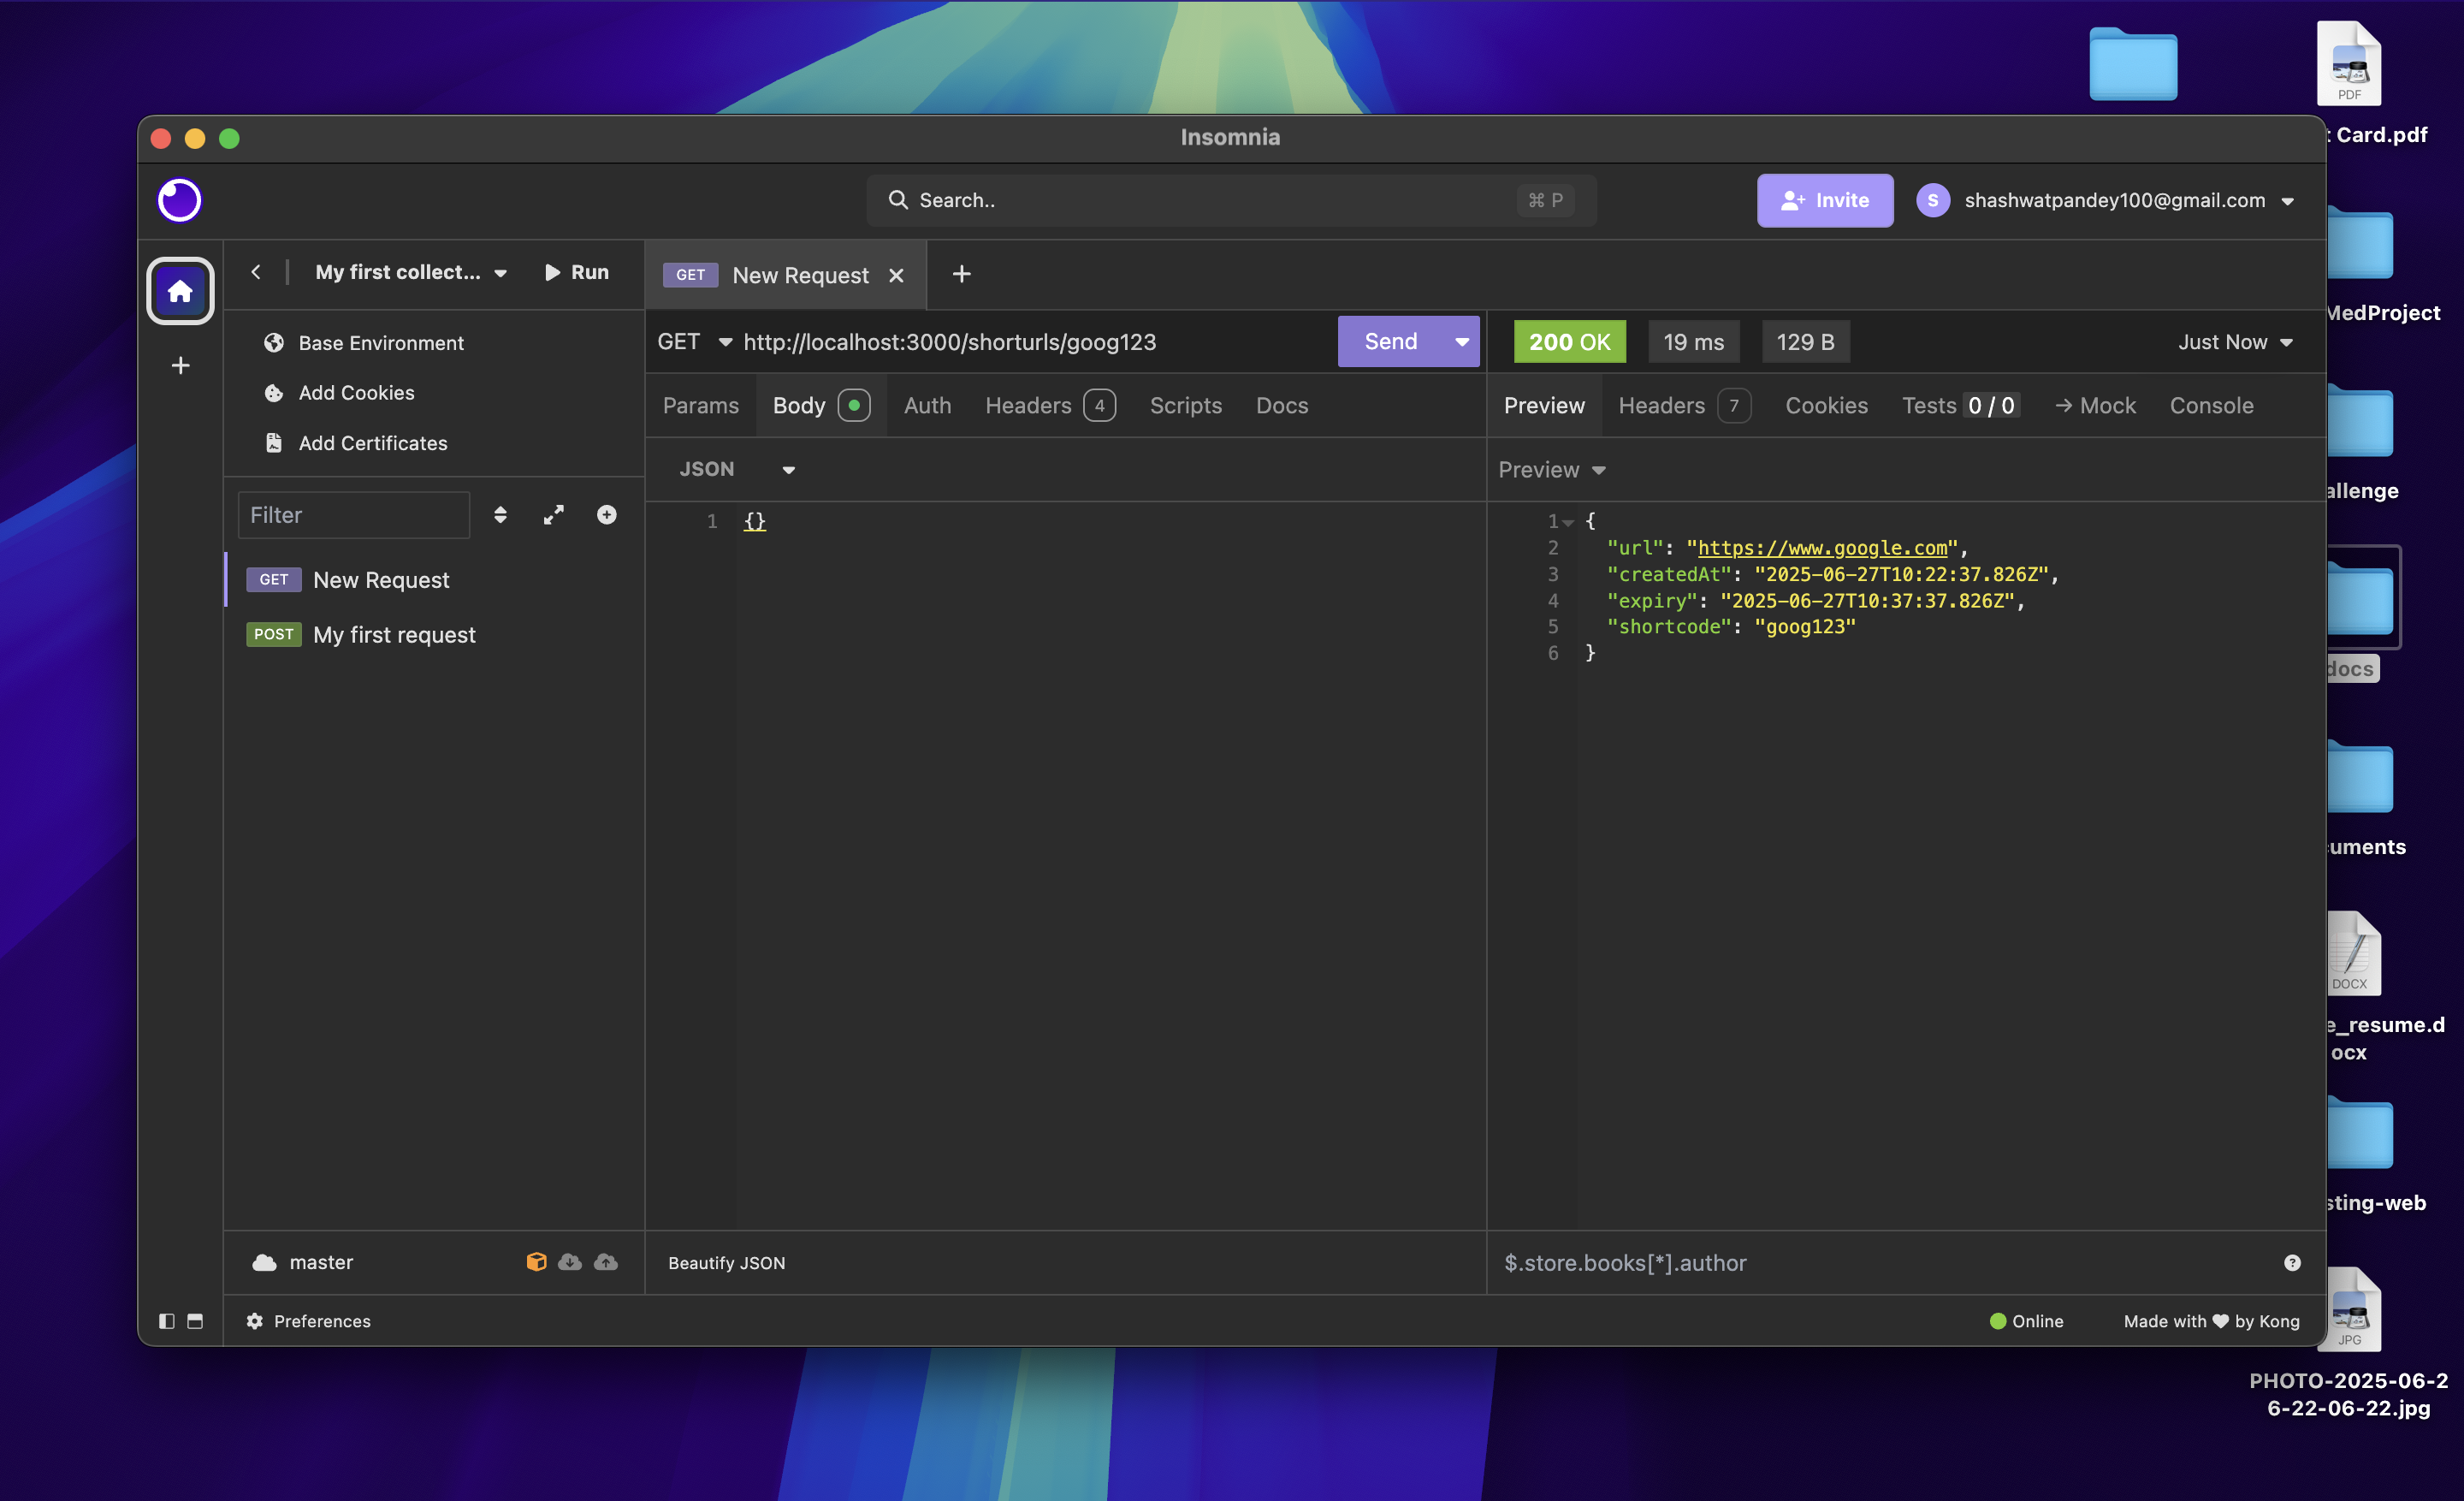 PDF
t Card.pdf
Insomnia
Search..
⌘ P
Invite
S
shashwatpandey100@gmail.com
My first collect...
Run
GET New Request
MedProject
Base Environment
GET http://localhost:3000/shorturls/goog123
Send
200 OK
19 ms
129 B
Just Now
Add Cookies
Params
Body
Auth
Headers 4
Scripts
Docs
Preview
Headers 7
Cookies
Tests 0 / 0
→ Mock
Console
Add Certificates
JSON
Preview
allenge
Filter
1 {}
1 {
2 "url": "https://www.google.com",
3 "createdAt": "2025-06-27T10:22:37.826Z",
4 "expiry": "2025-06-27T10:37:37.826Z",
5 "shortcode": "goog123"
6 }
GET New Request
POST My first request
docs
cuments
DOCX
e_resume.d
ocx
sting-web
master
Beautify JSON
$.store.books[*].author
?
Preferences
Online
Made with ♥ by Kong
JPG
PHOTO-2025-06-2
6-22-06-22.jpg